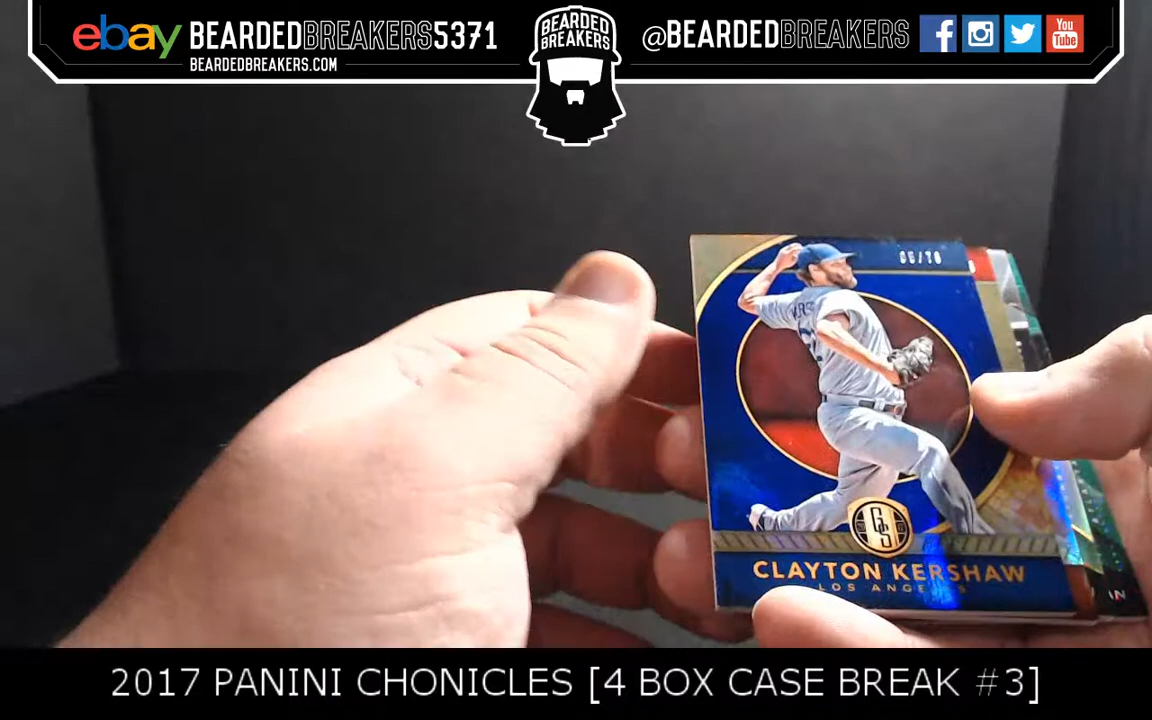 ebay BEARDEDBREAKERS5371
BEARDEDBREAKERS.COM
BEARDED
BREAKERS
@BEARDEDBREAKERS
You
Tube
GS
CLAYTON KERSHAW
LOS ANGELES
2017 PANINI CHONICLES [4 BOX CASE BREAK #3]